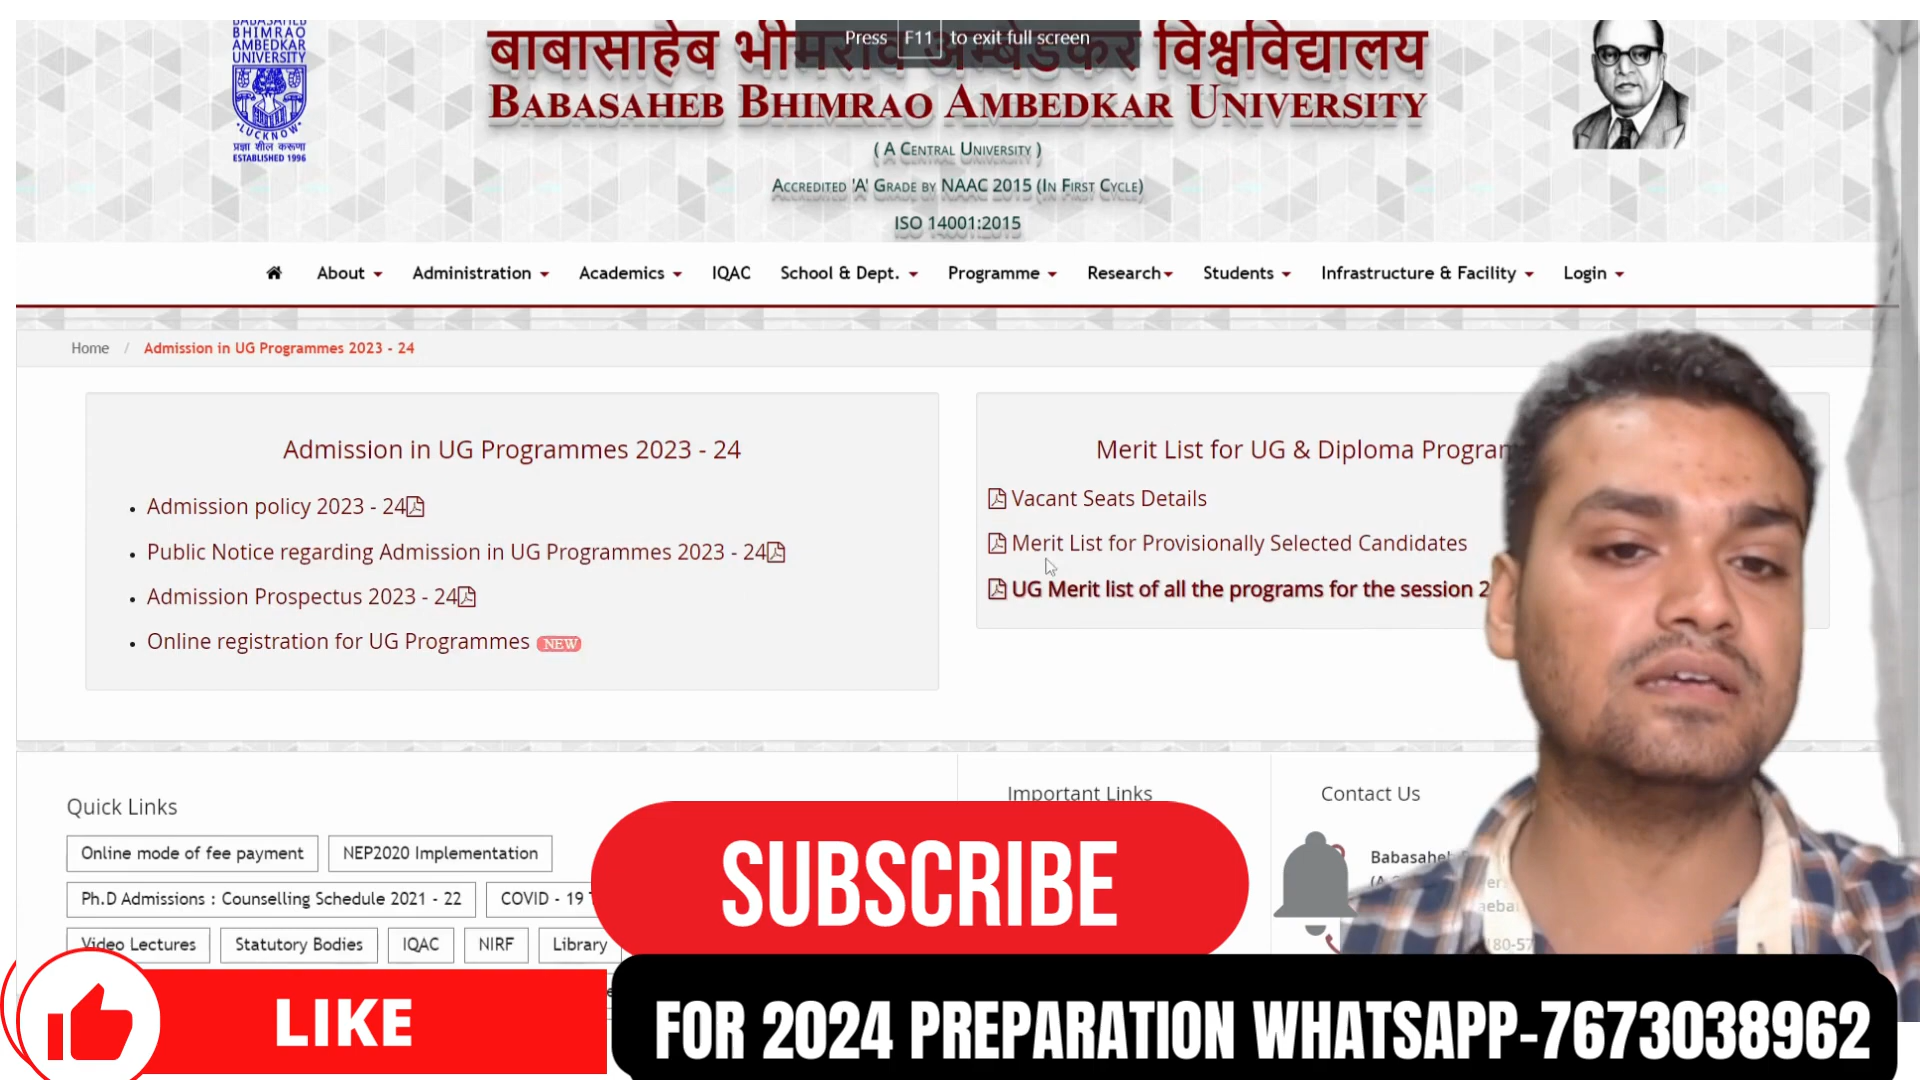 BABASAHEB
BHIMRAO
AMBEDKAR
UNIVERSITY
LUCKNOW
प्रज्ञा शील करूणा
ESTABLISHED 1996
बाबासाहेब भीमराव अम्बेडकर विश्वविद्यालय
Press F11 to exit full screen
BABASAHEB BHIMRAO AMBEDKAR UNIVERSITY
( A CENTRAL UNIVERSITY )
ACCREDITED 'A' GRADE BY NAAC 2015 (IN FIRST CYCLE)
ISO 14001:2015
About Administration Academics IQAC School & Dept. Programme Research Students Infrastructure & Facility Login
Home / Admission in UG Programmes 2023 - 24
Admission in UG Programmes 2023 - 24
• Admission policy 2023 - 24
• Public Notice regarding Admission in UG Programmes 2023 - 24
• Admission Prospectus 2023 - 24
• Online registration for UG Programmes NEW
Merit List for UG & Diploma Program
Vacant Seats Details
Merit List for Provisionally Selected Candidates
UG Merit list of all the programs for the session 2
Quick Links
Online mode of fee payment NEP2020 Implementation
Ph.D Admissions : Counselling Schedule 2021 - 22 COVID - 19
Video Lectures Statutory Bodies IQAC NIRF Library
Important Links
Contact Us
Babasahe
SUBSCRIBE
LIKE
FOR 2024 PREPARATION WHATSAPP-7673038962